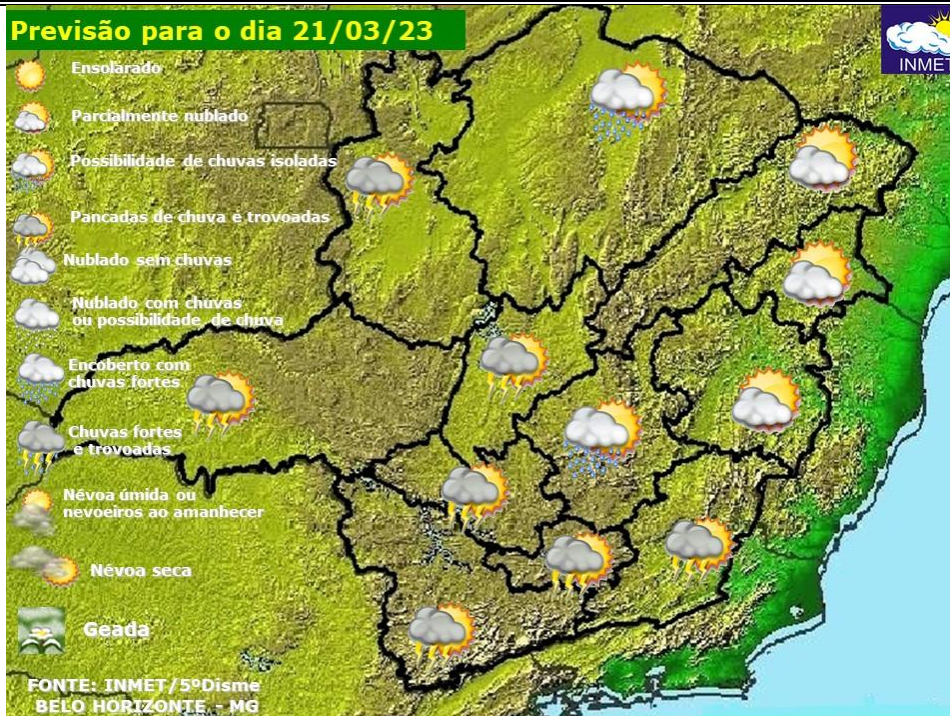 Previsão para o dia 21/03/23
INMET
Ensolarado
Parcialmente nublado
Possibilidade de chuvas isoladas
Pancadas de chuva e trovoadas
Nublado sem chuvas
Nublado com chuvas
ou possibilidade de chuva
Encoberto com
chuvas fortes
Chuvas fortes
e trovoadas
Névoa úmida ou
nevoeiros ao amanhecer
Névoa seca
Geada
FONTE: INMET/5ºDisme
BELO HORIZONTE - MG